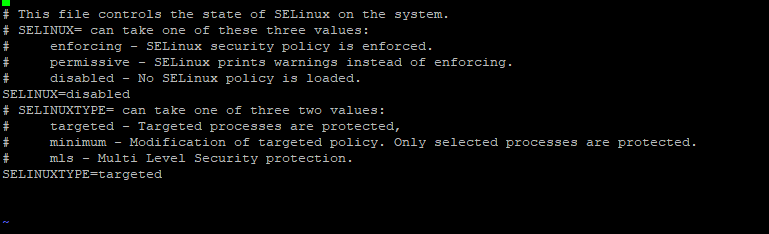 # This file controls the state of SELinux on the system.
# SELINUX= can take one of these three values:
#     enforcing - SELinux security policy is enforced.
#     permissive - SELinux prints warnings instead of enforcing.
#     disabled - No SELinux policy is loaded.
SELINUX=disabled
# SELINUXTYPE= can take one of three two values:
#     targeted - Targeted processes are protected,
#     minimum - Modification of targeted policy. Only selected processes are protected.
#     mls - Multi Level Security protection.
SELINUXTYPE=targeted
~